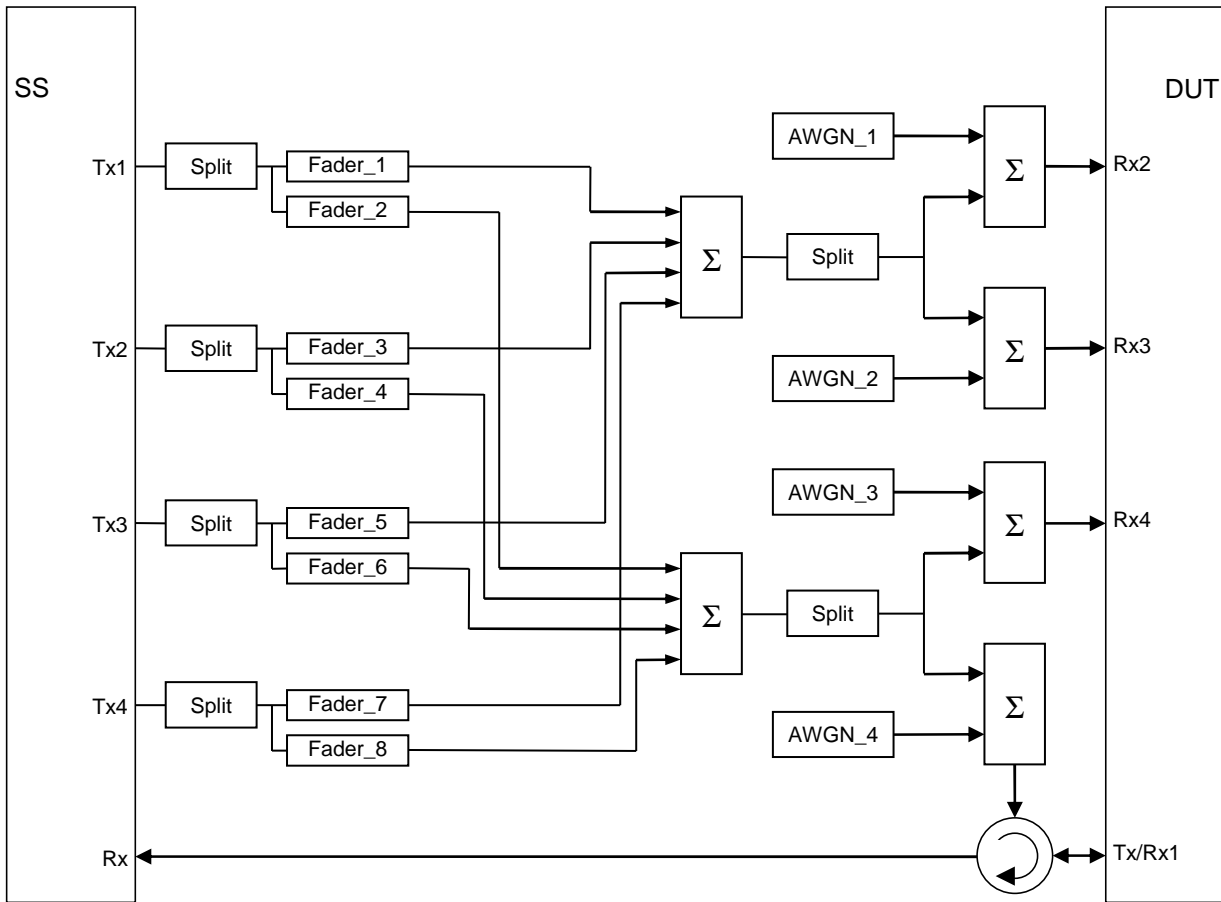 SS
DUT
Tx1
Split
Fader_1
Fader_2
AWGN_1
Σ
Rx2
Σ
Split
Tx2
Split
Fader_3
Fader_4
Σ
Rx3
AWGN_2
Tx3
Split
Fader_5
Fader_6
AWGN_3
Σ
Rx4
Σ
Split
Tx4
Split
Fader_7
Fader_8
Σ
AWGN_4
Rx
Tx/Rx1